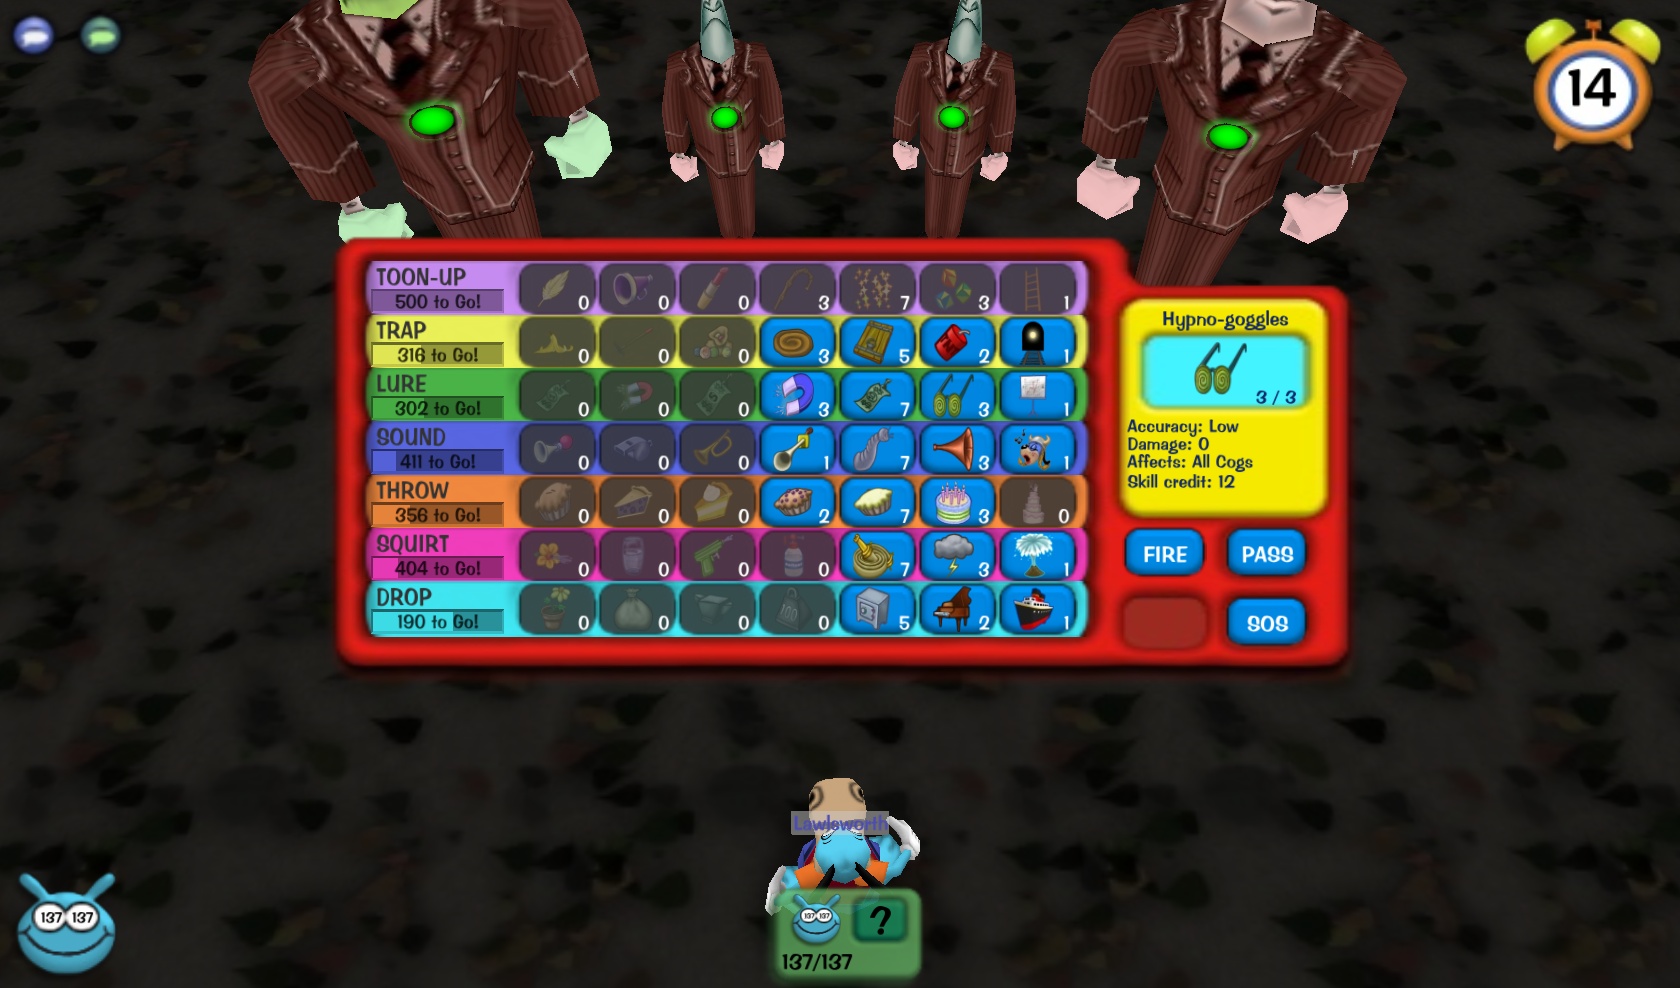 14
TOON-UP
500 to Go!
0 0 0 3 7 3 1
TRAP
316 to Go!
0 0 0 3 5 2 1
LURE
302 to Go!
0 0 0 3 7 3 1
SOUND
411 to Go!
0 0 0 1 7 3 1
THROW
356 to Go!
0 0 0 2 7 3 0
SQUIRT
404 to Go!
0 0 0 0 7 3 1
DROP
190 to Go!
0 0 0 0 5 2 1
Hypno-goggles
3 / 3
Accuracy: Low
Damage: 0
Affects: All Cogs
Skill credit: 12
FIRE PASS
SOS
Lawlsworth
137 137
137 137
?
137/137